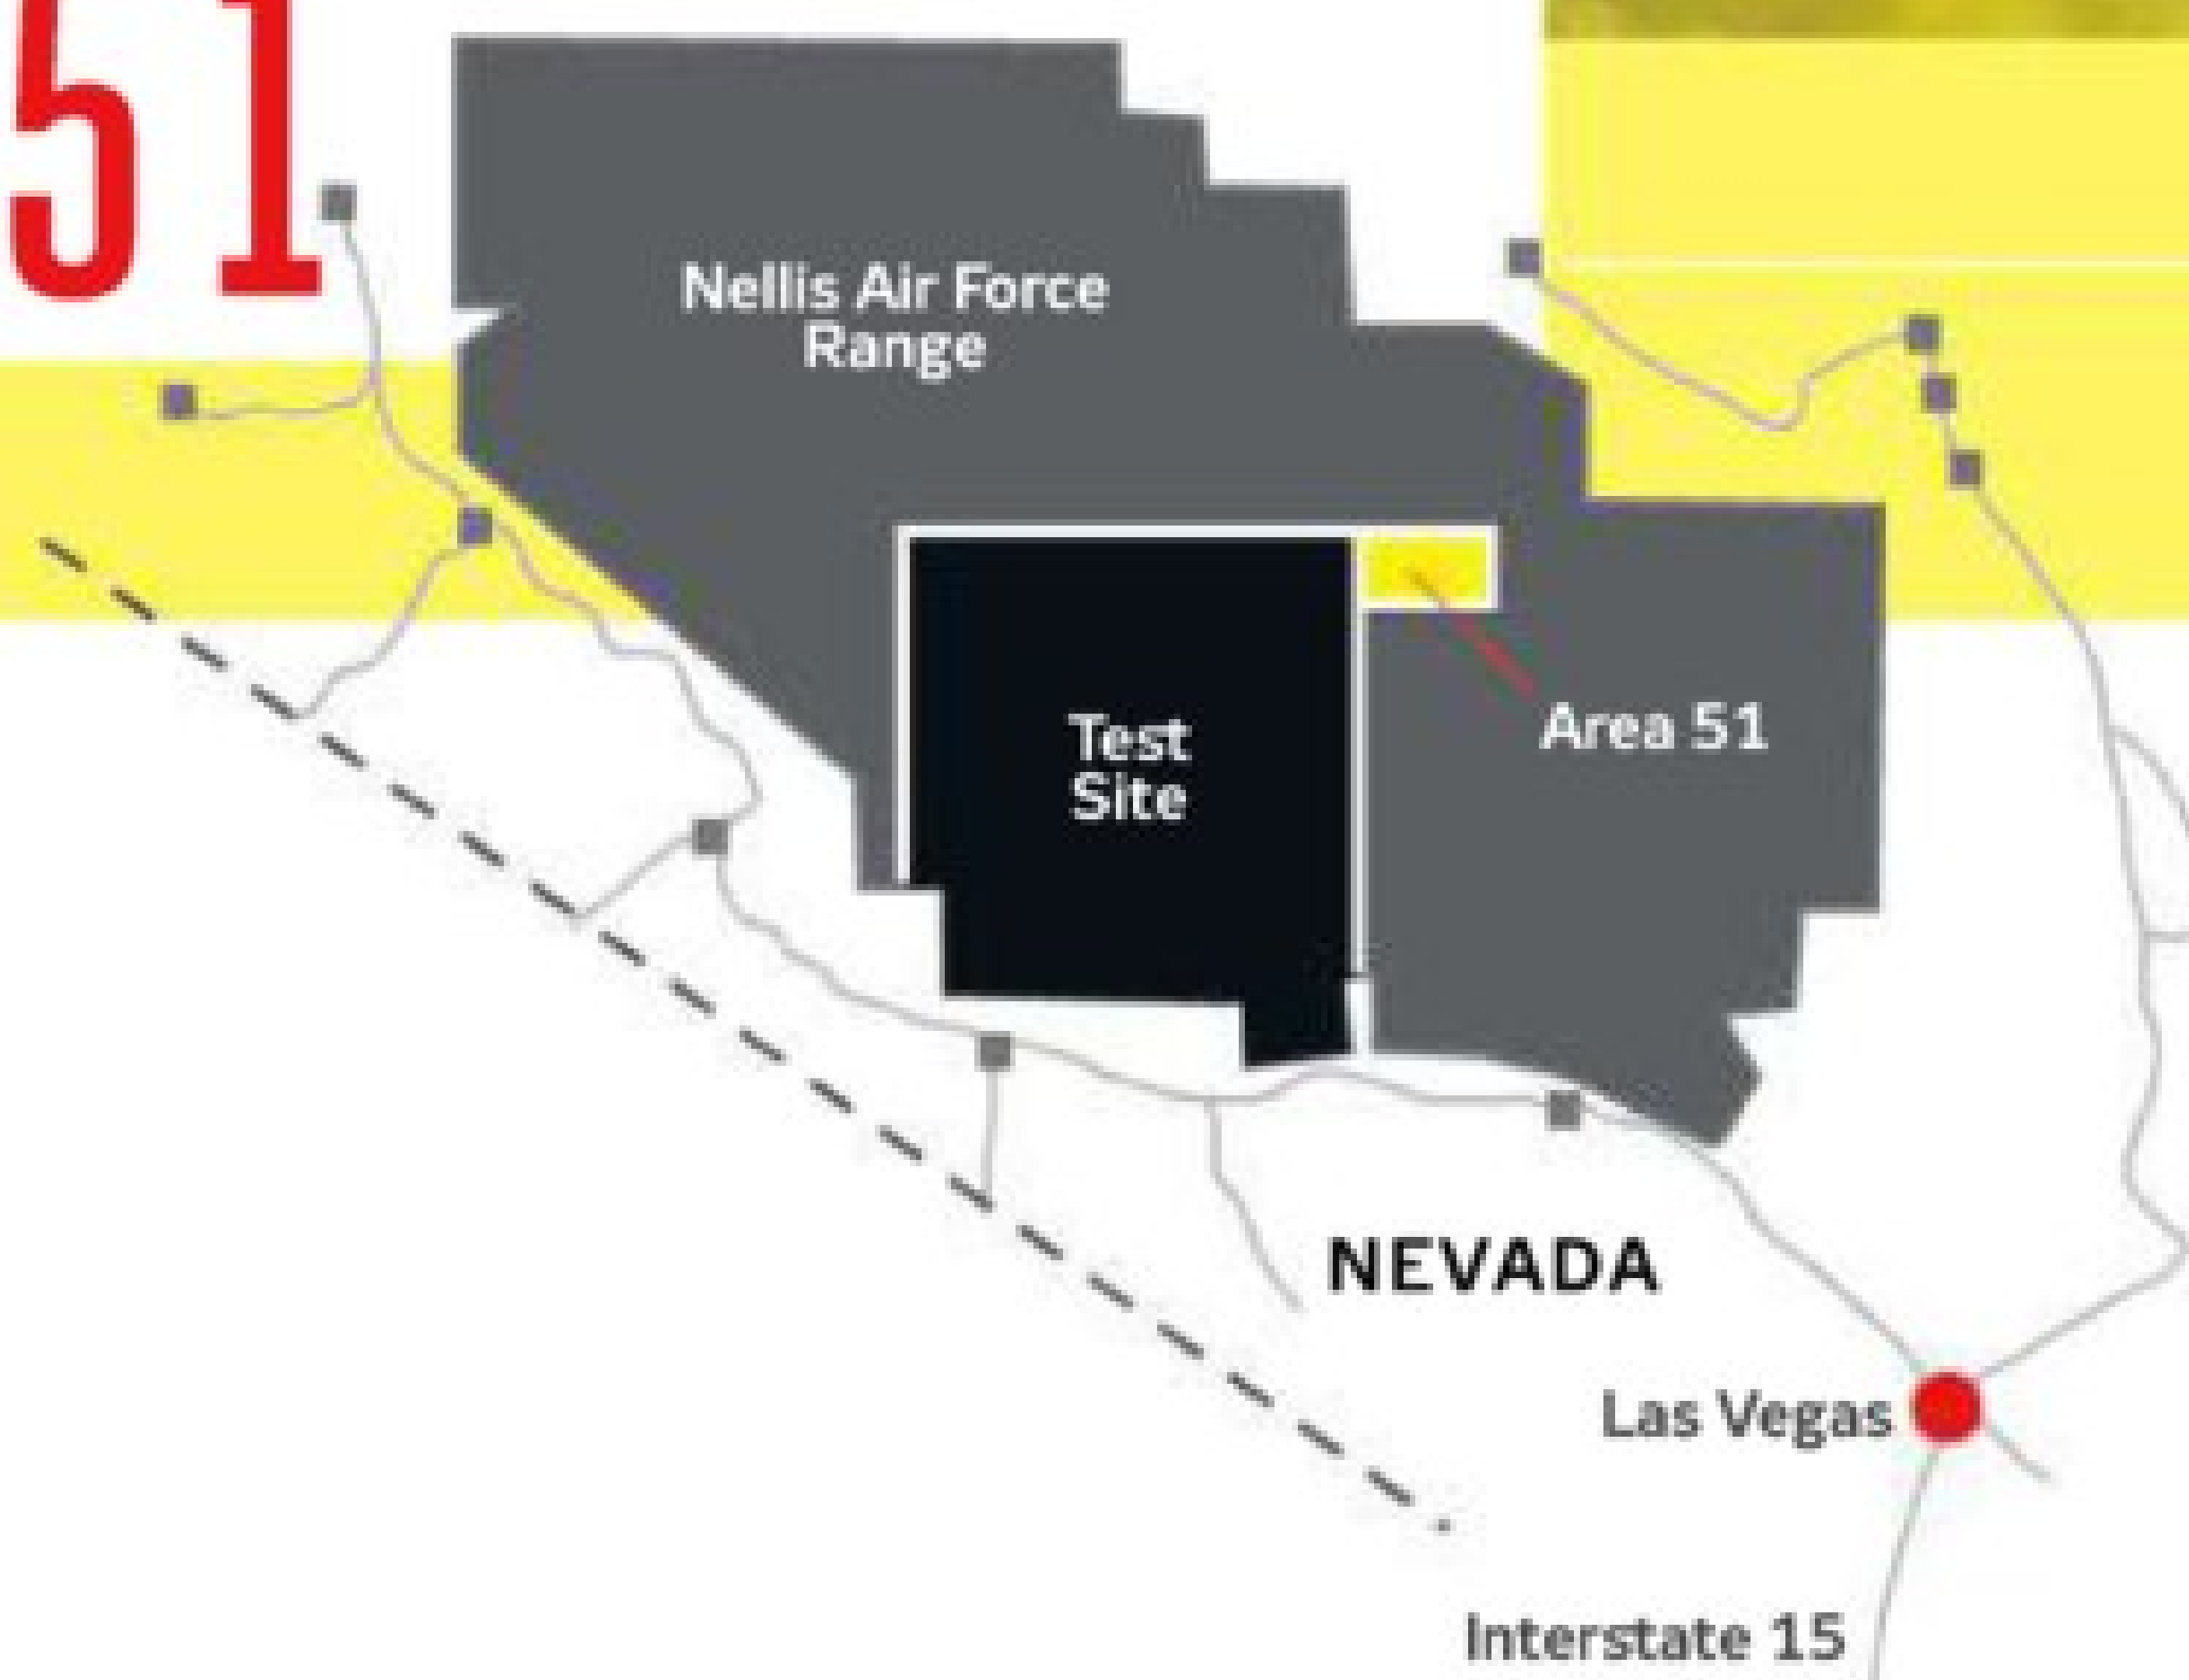 51
Nellis Air Force
Range
Test
Site
Area 51
NEVADA
Las Vegas
Interstate 15